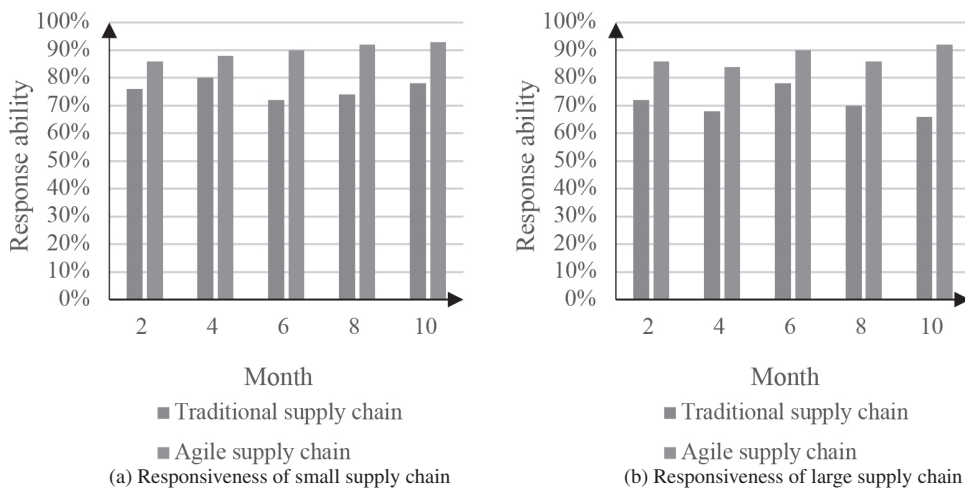 100%
90%
80%
70%
60%
50%
40%
30%
20%
10%
0%
Response ability
2 4 6 8 10
Month
Traditional supply chain
Agile supply chain
(a) Responsiveness of small supply chain
100%
90%
80%
70%
60%
50%
40%
30%
20%
10%
0%
Response ability
2 4 6 8 10
Month
Traditional supply chain
Agile supply chain
(b) Responsiveness of large supply chain